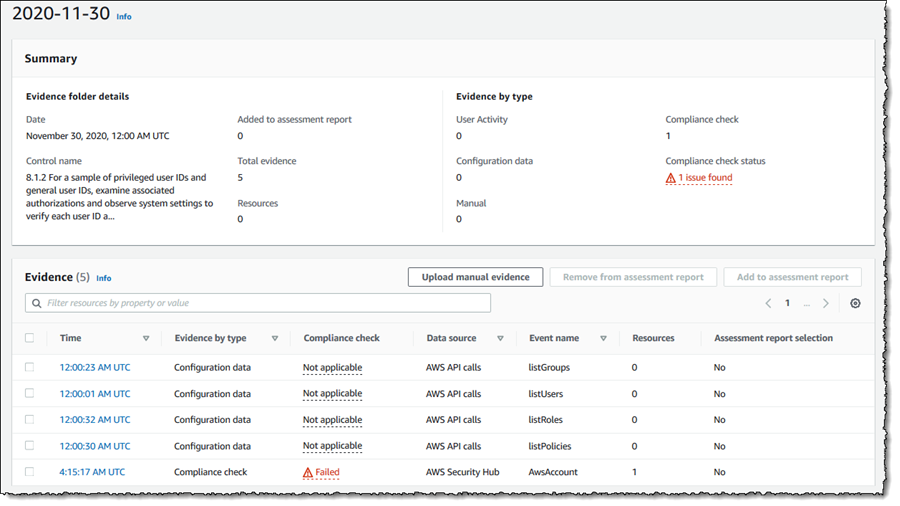 2020-11-30 Info
Summary
Evidence folder details
Date
November 30, 2020, 12:00 AM UTC
Control name
8.1.2 For a sample of privileged user IDs and
general user IDs, examine associated
authorizations and observe system settings to
verify each user ID a...
Added to assessment report
0
Total evidence
5
Resources
0
Evidence by type
User Activity
0
Configuration data
0
Manual
0
Compliance check
1
Compliance check status
1 issue found
Evidence (5) Info
Upload manual evidence Remove from assessment report Add to assessment report
Filter resources by property or value
1 ...
Time Evidence by type Compliance check Data source Event name Resources Assessment report selection
12:00:23 AM UTC Configuration data Not applicable AWS API calls listGroups 0 No
12:00:01 AM UTC Configuration data Not applicable AWS API calls listUsers 0 No
12:00:32 AM UTC Configuration data Not applicable AWS API calls listRoles 0 No
12:00:30 AM UTC Configuration data Not applicable AWS API calls listPolicies 0 No
4:15:17 AM UTC Compliance check Failed AWS Security Hub AwsAccount 1 No